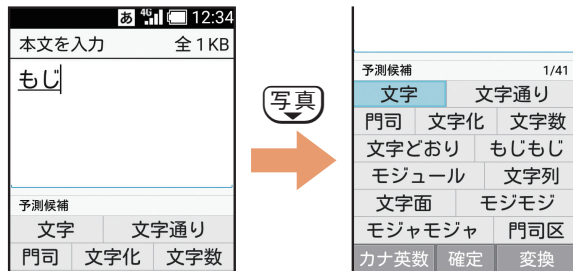 あ 4G 12:34
本文を入力 全1KB
もじ
予測候補
文字 文字通り
門司 文字化 文字数
写真
予測候補 1/41
文字 文字通り
門司 文字化 文字数
文字どおり もじもじ
モジュール 文字列
文字面 モジモジ
モジャモジャ 門司区
カナ英数 確定 変換